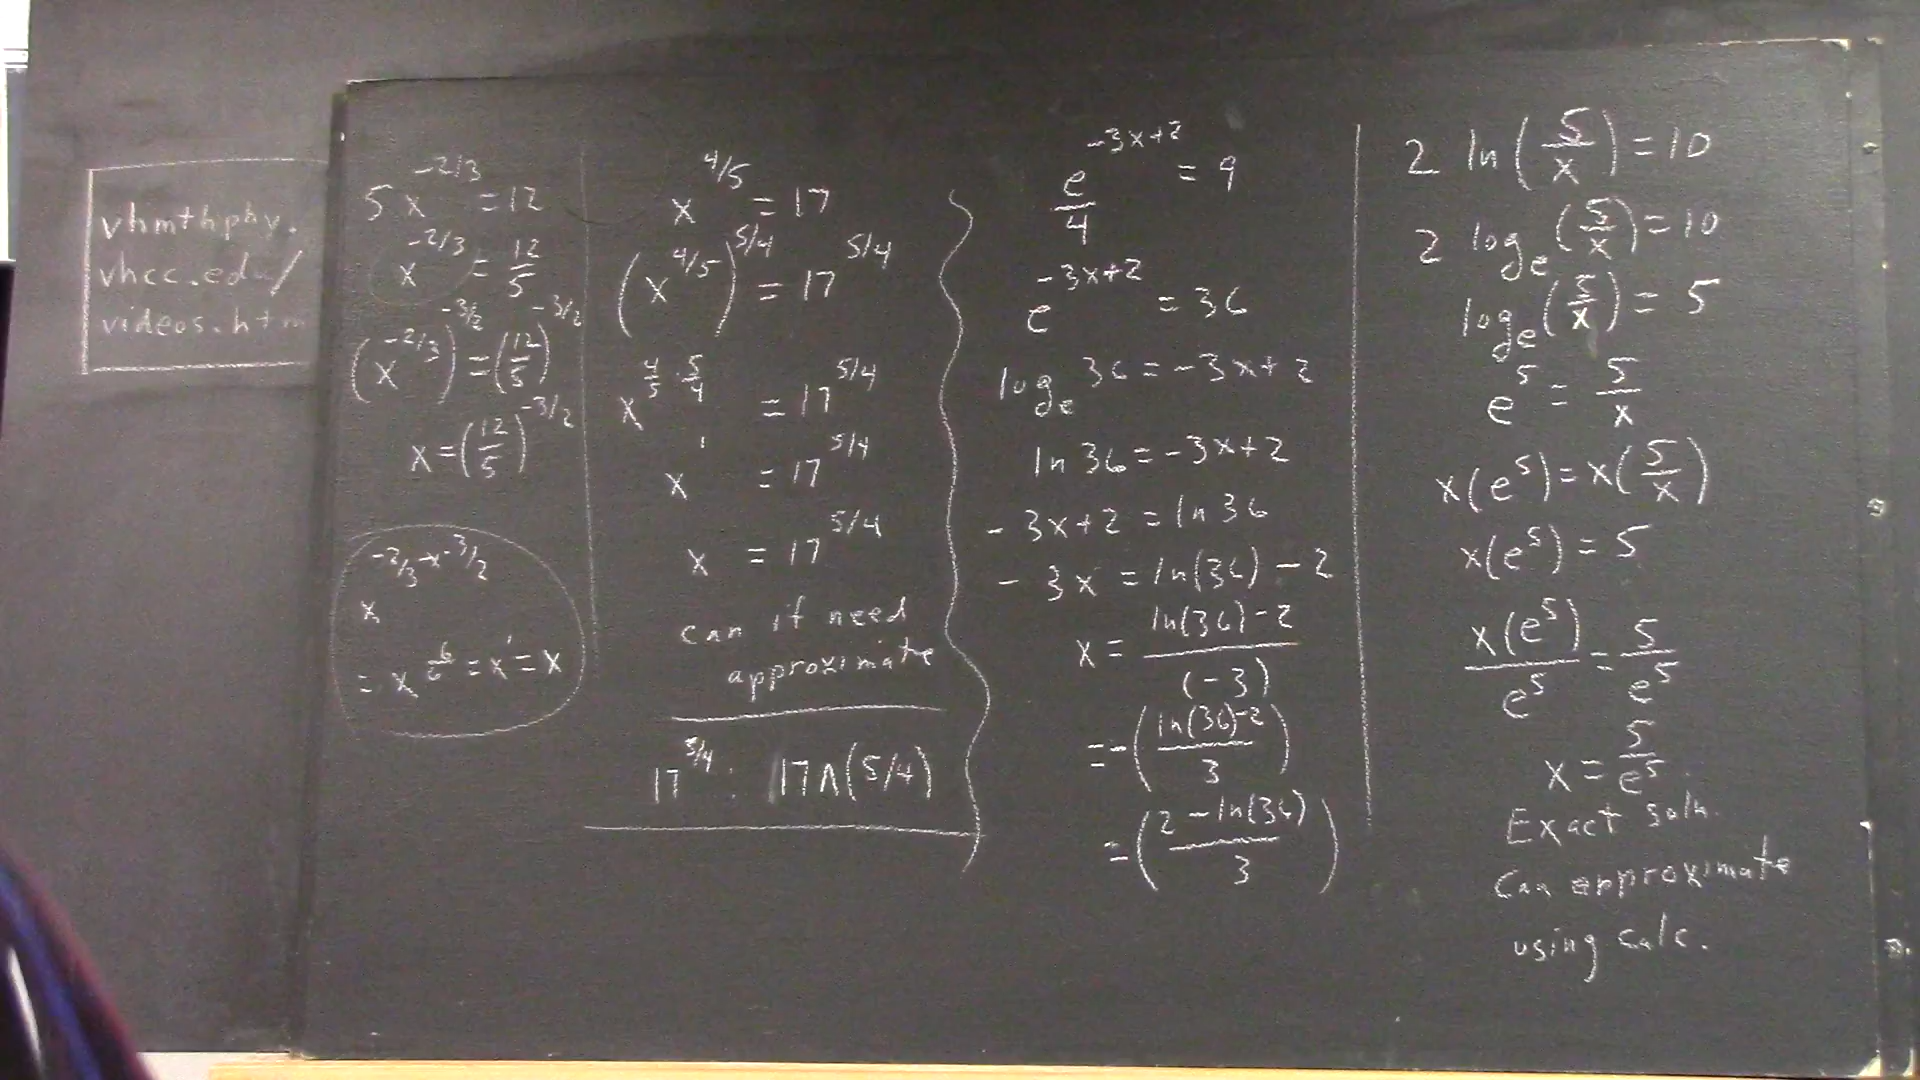 vhmthphy.
vhcc.edu/
videos.htm
5x^(-2/3) = 12
x^(-2/3) = 12/5
(x^(-2/3))^(-3/2) = (12/5)^(-3/2)
x = (12/5)^(-3/2)
x^(-2/3 · -3/2)
= x^(6/6) = x^1 = x
x^(4/5) = 17
(x^(4/5))^(5/4) = 17^(5/4)
x^(4/5 · 5/4) = 17^(5/4)
x^1 = 17^(5/4)
x = 17^(5/4)
can if need
approximate
17^(5/4) : 17∧(5/4)
e^(-3x+2)/4 = 9
e^(-3x+2) = 36
log_e 36 = -3x+2
ln 36 = -3x+2
-3x+2 = ln 36
-3x = ln(36) - 2
x = (ln(36) - 2)/(-3)
= -((ln(36) - 2)/3)
= ((2 - ln(36))/3)
2 ln(5/x) = 10
2 log_e(5/x) = 10
log_e(5/x) = 5
e^5 = 5/x
x(e^5) = x(5/x)
x(e^5) = 5
x(e^5)/e^5 = 5/e^5
x = 5/e^5.
Exact soln.
Can approximate
using calc.